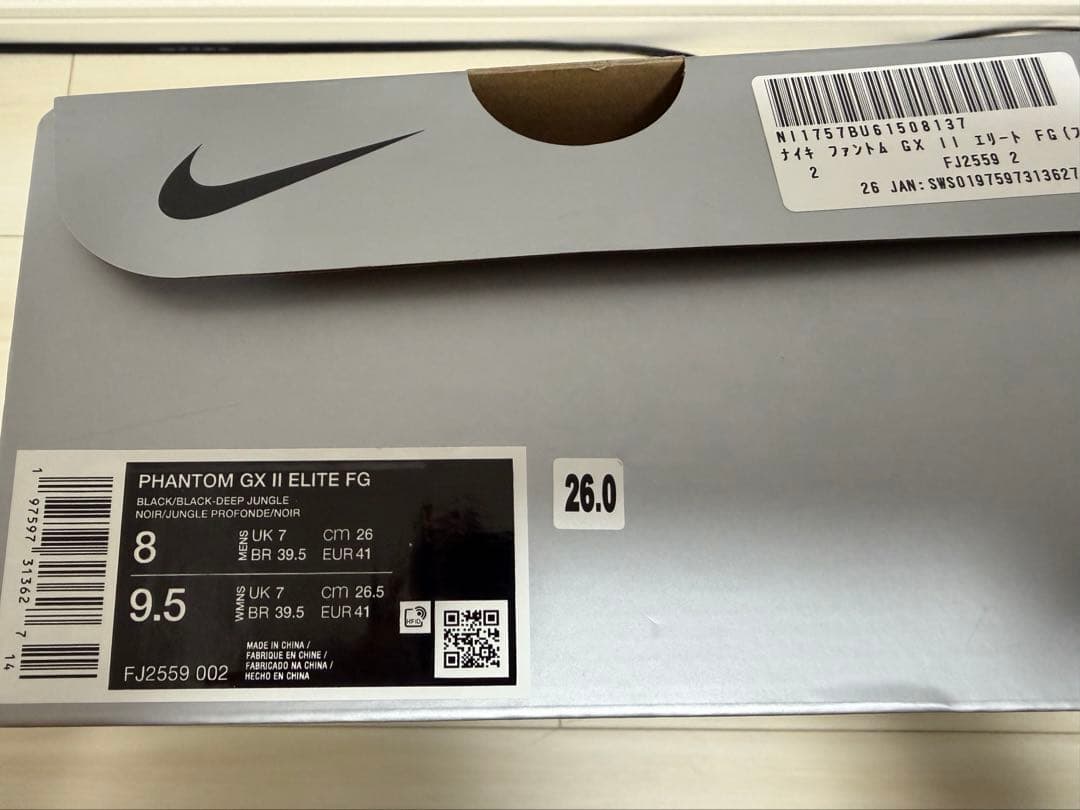 NI1757BU61508137
ナイキ ファントム GX II エリート FG(フ
FJ2559 2
2
26 JAN:SWS0197597313627
PHANTOM GX II ELITE FG
BLACK/BLACK-DEEP JUNGLE
NOIR/JUNGLE PROFONDE/NOIR
8 MENS UK 7 cm 26
BR 39.5 EUR 41
9.5 WMNS UK 7 cm 26.5
BR 39.5 EUR 41
HFID
MADE IN CHINA /
FABRIQUE EN CHINE /
FABRICADO NA CHINA /
HECHO EN CHINA
FJ2559 002
1 97597 31362 7 14
26.0